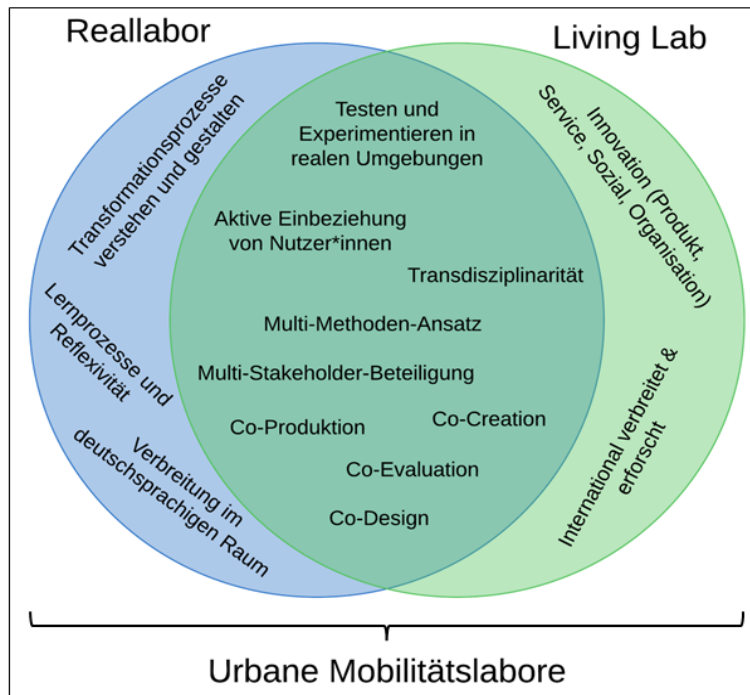 Reallabor
Living Lab
Transformationsprozesse
verstehen und gestalten
Lernprozesse und
Reflexivität
Verbreitung im
deutschsprachigen Raum
Testen und
Experimentieren in
realen Umgebungen
Aktive Einbeziehung
von Nutzer*innen
Transdisziplinarität
Multi-Methoden-Ansatz
Multi-Stakeholder-Beteiligung
Co-Produktion
Co-Creation
Co-Evaluation
Co-Design
Innovation (Produkt,
Service, Sozial, Organisation)
International verbreitet &
erforscht
Urbane Mobilitätslabore